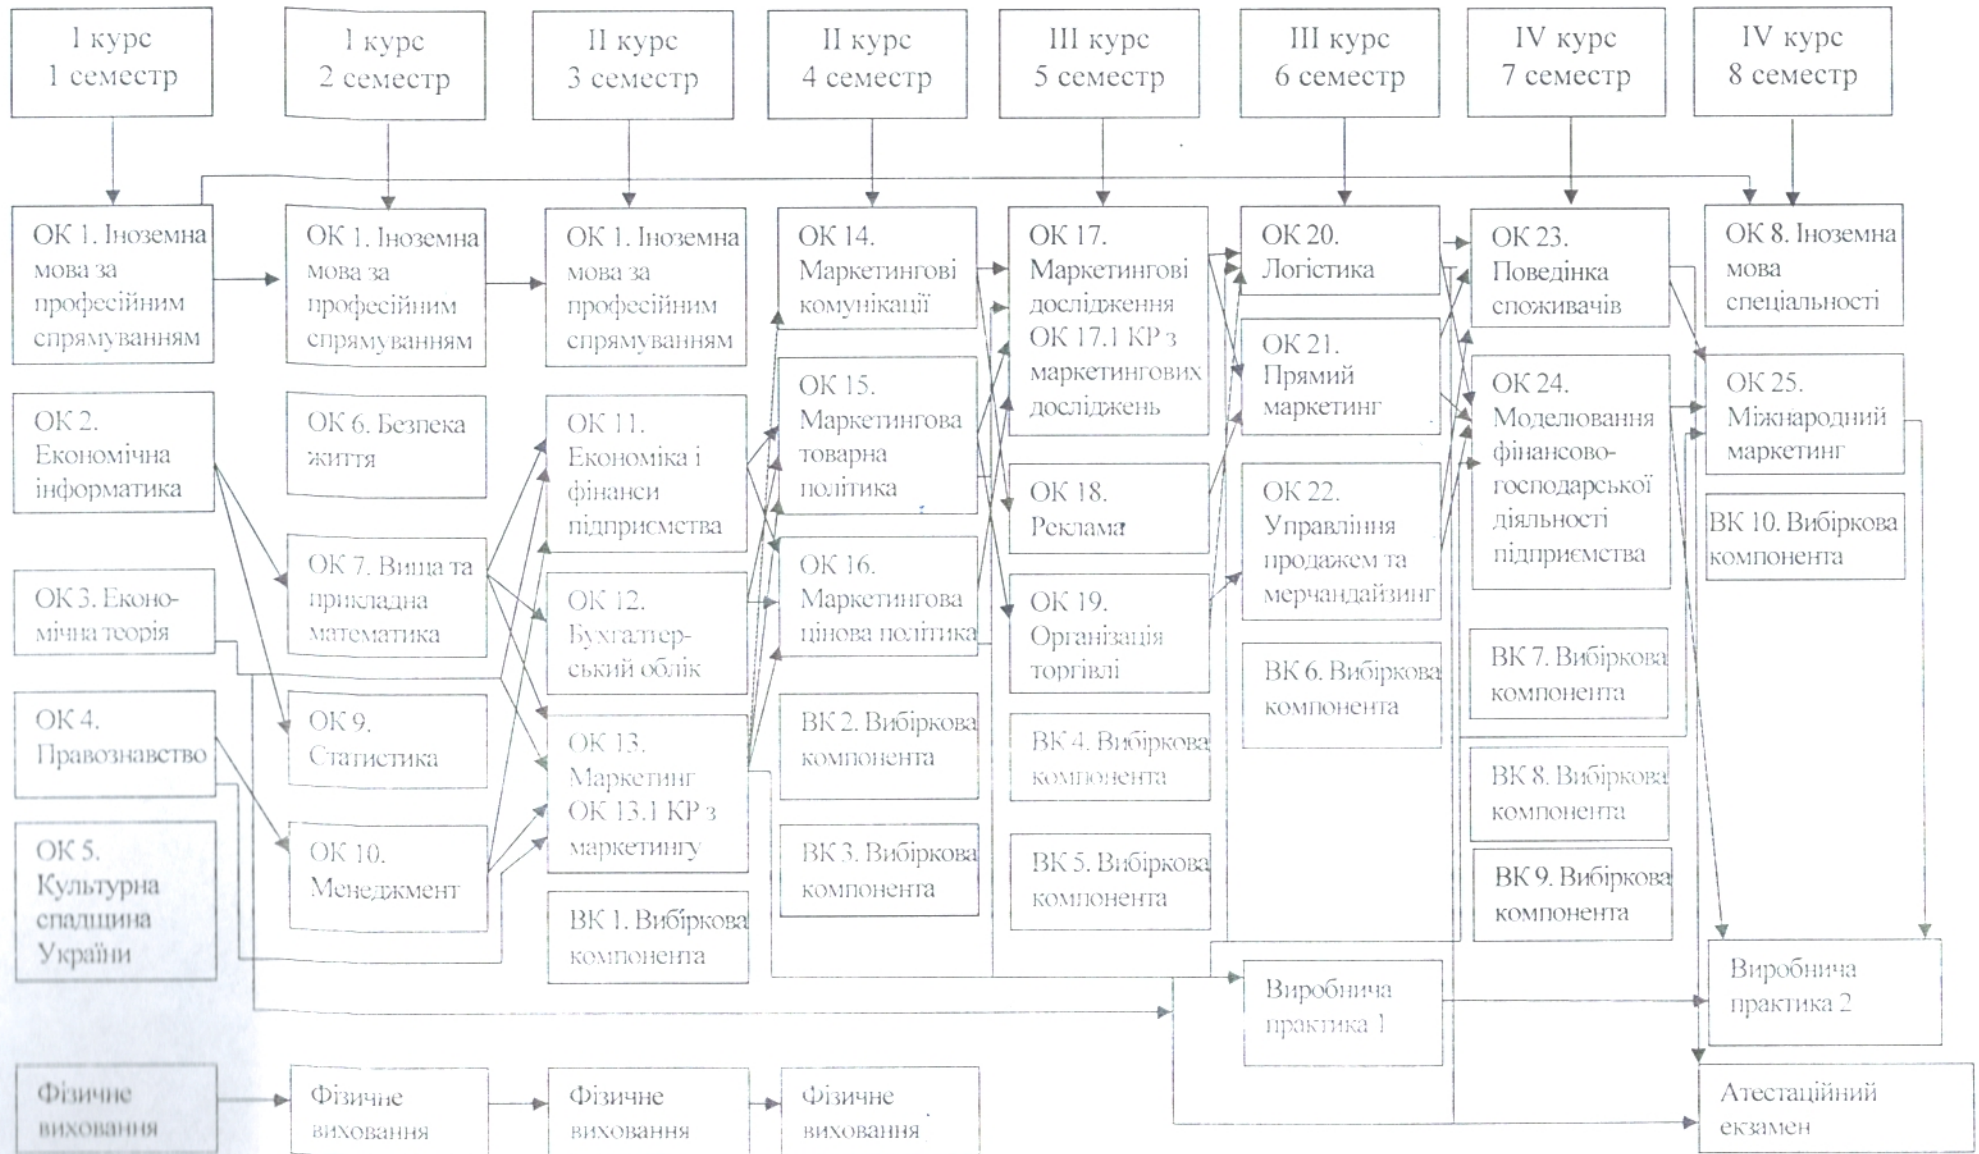 І курс
1 семестр
І курс
2 семестр
ІІ курс
3 семестр
ІІ курс
4 семестр
ІІІ курс
5 семестр
ІІІ курс
6 семестр
IV курс
7 семестр
IV курс
8 семестр
ОК 1. Іноземна
мова за
професійним
спрямуванням
ОК 2.
Економічна
інформатика
ОК 3. Еконо-
мічна теорія
ОК 4.
Правознавство
ОК 5.
Культурна
спадщина
України
Фізичне
виховання
ОК 1. Іноземна
мова за
професійним
спрямуванням
ОК 6. Безпека
життя
ОК 7. Вища та
прикладна
математика
ОК 9.
Статистика
ОК 10.
Менеджмент
Фізичне
виховання
ОК 1. Іноземна
мова за
професійним
спрямуванням
ОК 11.
Економіка і
фінанси
підприємства
ОК 12.
Бухгалтер-
ський облік
ОК 13.
Маркетинг
ОК 13.1 КР з
маркетингу
ВК 1. Вибіркова
компонента
Фізичне
виховання
ОК 14.
Маркетингові
комунікації
ОК 15.
Маркетингова
товарна
політика
ОК 16.
Маркетингова
цінова політика
ВК 2. Вибіркова
компонента
ВК 3. Вибіркова
компонента
Фізичне
виховання
ОК 17.
Маркетингові
дослідження
ОК 17.1 КР з
маркетингових
досліджень
ОК 18.
Реклама
ОК 19.
Організація
торгівлі
ВК 4. Вибіркова
компонента
ВК 5. Вибіркова
компонента
ОК 20.
Логістика
ОК 21.
Прямий
маркетинг
ОК 22.
Управління
продажем та
мерчандайзинг
ВК 6. Вибіркова
компонента
Виробнича
практика 1
ОК 23.
Поведінка
споживачів
ОК 24.
Моделювання
фінансово-
господарської
діяльності
підприємства
ВК 7. Вибіркова
компонента
ВК 8. Вибіркова
компонента
ВК 9. Вибіркова
компонента
ОК 8. Іноземна
мова
спеціальності
ОК 25.
Міжнародний
маркетинг
ВК 10. Вибіркова
компонента
Виробнича
практика 2
Атестаційний
екзамен